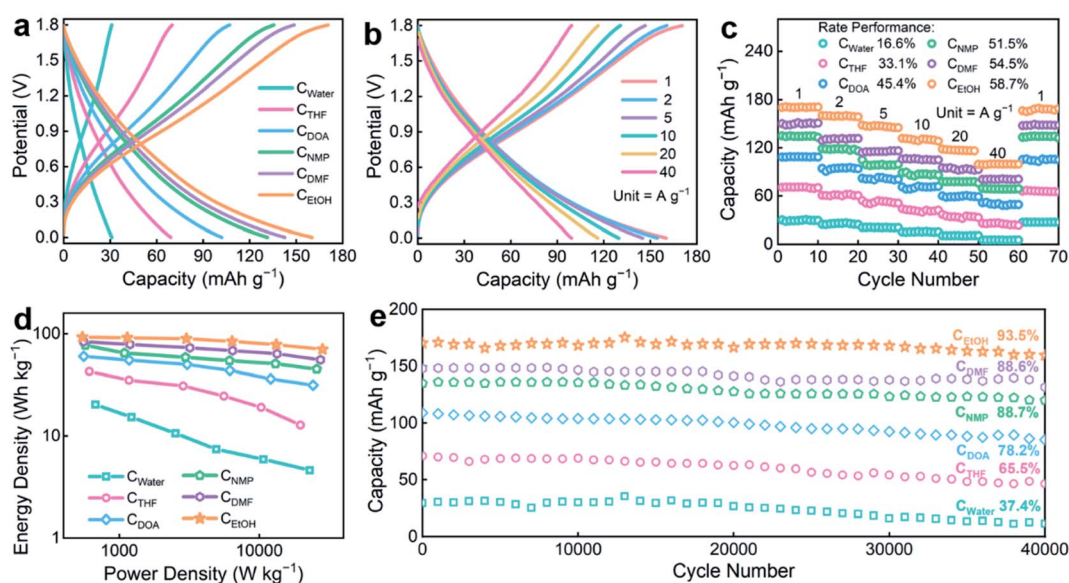 a
Potential (V)
1.8
1.5
1.2
0.9
0.6
0.3
0.0
C_Water
C_THF
C_DOA
C_NMP
C_DMF
C_EtOH
0 30 60 90 120 150 180
Capacity (mAh g⁻¹)
b
Potential (V)
1.8
1.5
1.2
0.9
0.6
0.3
0.0
1
2
5
10
20
40
Unit = A g⁻¹
0 30 60 90 120 150 180
Capacity (mAh g⁻¹)
c
Capacity (mAh g⁻¹)
240
180
120
60
0
Rate Performance:
C_Water 16.6% C_NMP 51.5%
C_THF 33.1% C_DMF 54.5%
C_DOA 45.4% C_EtOH 58.7%
1 2 5 10 20 40 1
Unit = A g⁻¹
0 10 20 30 40 50 60 70
Cycle Number
d
Energy Density (Wh kg⁻¹)
100
10
1
C_Water C_NMP
C_THF C_DMF
C_DOA C_EtOH
1000 10000
Power Density (W kg⁻¹)
e
Capacity (mAh g⁻¹)
200
150
100
50
0
C_EtOH 93.5%
C_DMF 88.6%
C_NMP 88.7%
C_DOA 78.2%
C_THF 65.5%
C_Water 37.4%
0 10000 20000 30000 40000
Cycle Number